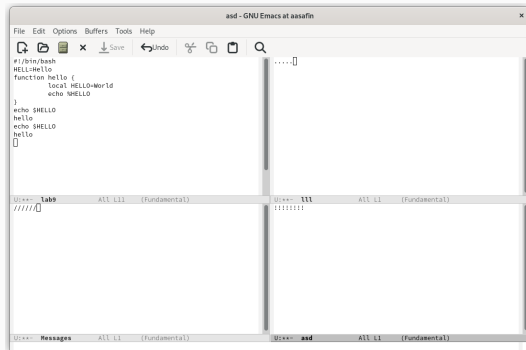 asd - GNU Emacs at aasafin
File Edit Options Buffers Tools Help
Save Undo
#!/bin/bash
HELL=Hello
function hello {
local HELLO=World
echo %HELLO
}
echo $HELLO
hello
echo $HELLO
hello
U:**- lab9 All L11 (Fundamental)
.....
U:**- lll All L1 (Fundamental)
//////
U:**- Messages All L1 (Fundamental)
!!!!!!!!
U:**- asd All L1 (Fundamental)